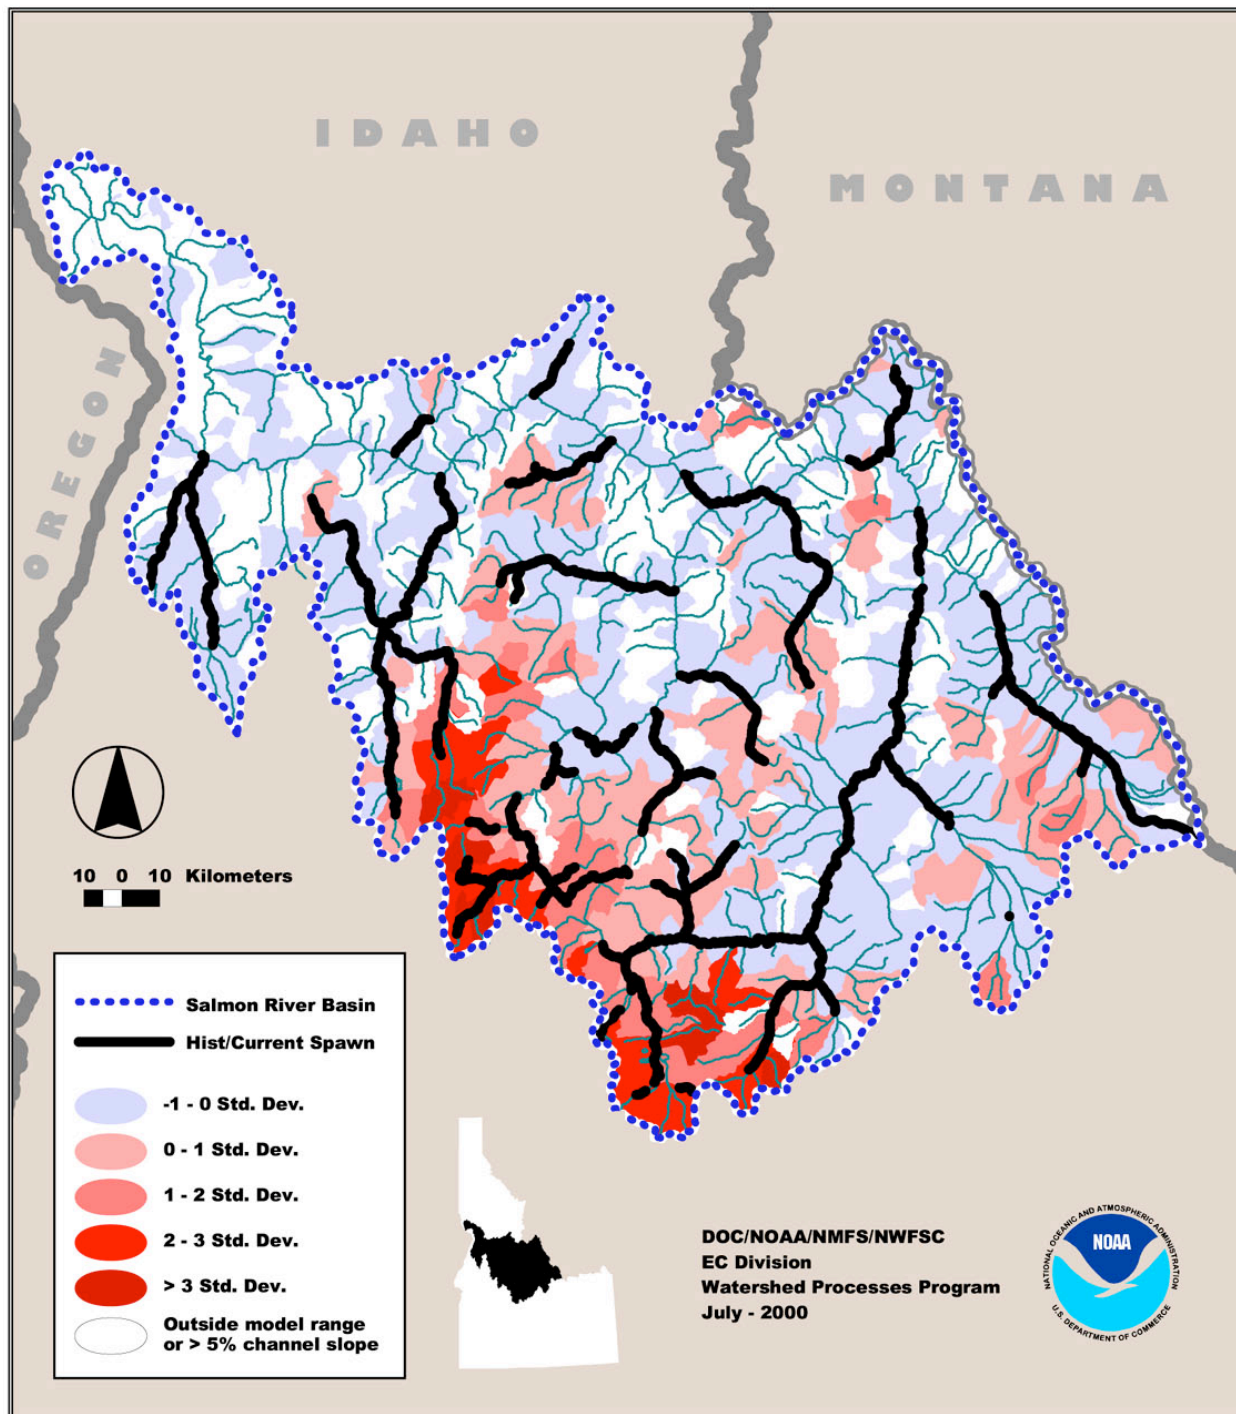 IDAHO
MONTANA
OREGON
10 0 10 Kilometers
Salmon River Basin
Hist/Current Spawn
-1 - 0 Std. Dev.
0 - 1 Std. Dev.
1 - 2 Std. Dev.
2 - 3 Std. Dev.
> 3 Std. Dev.
Outside model range
or > 5% channel slope
DOC/NOAA/NMFS/NWFSC
EC Division
Watershed Processes Program
July - 2000
NATIONAL OCEANIC AND ATMOSPHERIC ADMINISTRATION
NOAA
U.S. DEPARTMENT OF COMMERCE